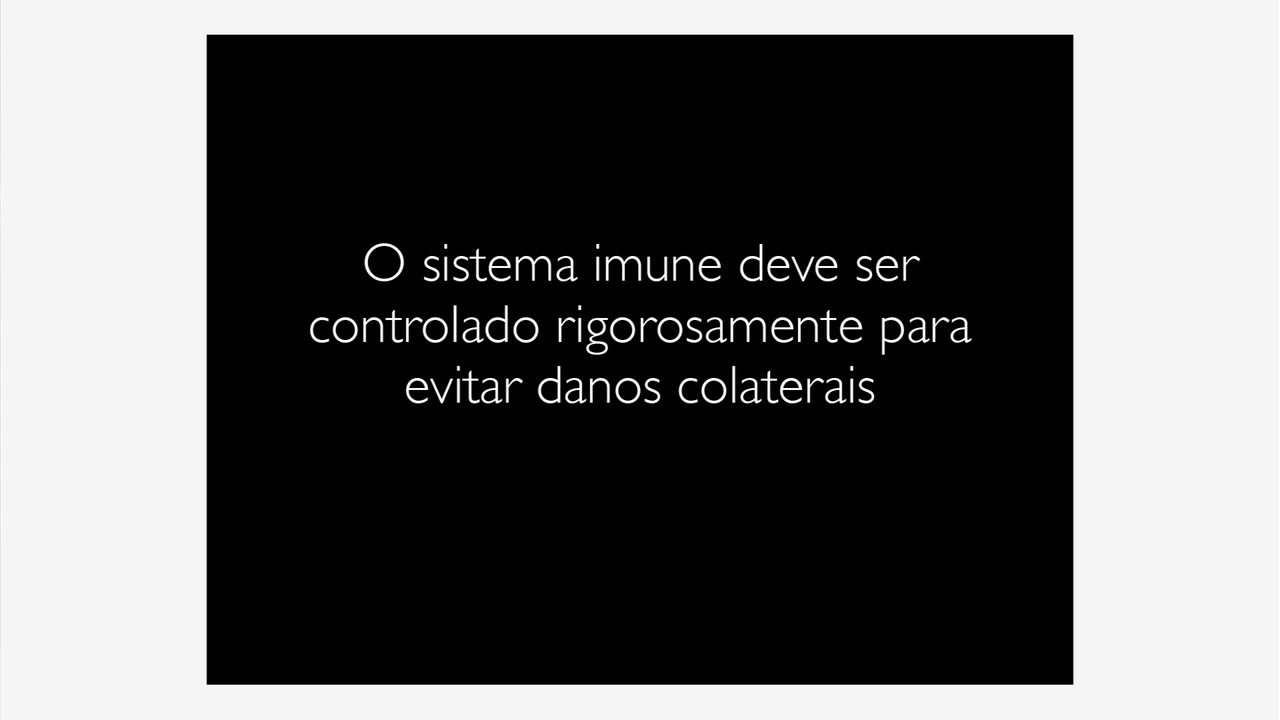 O sistema imune deve ser
controlado rigorosamente para
evitar danos colaterais